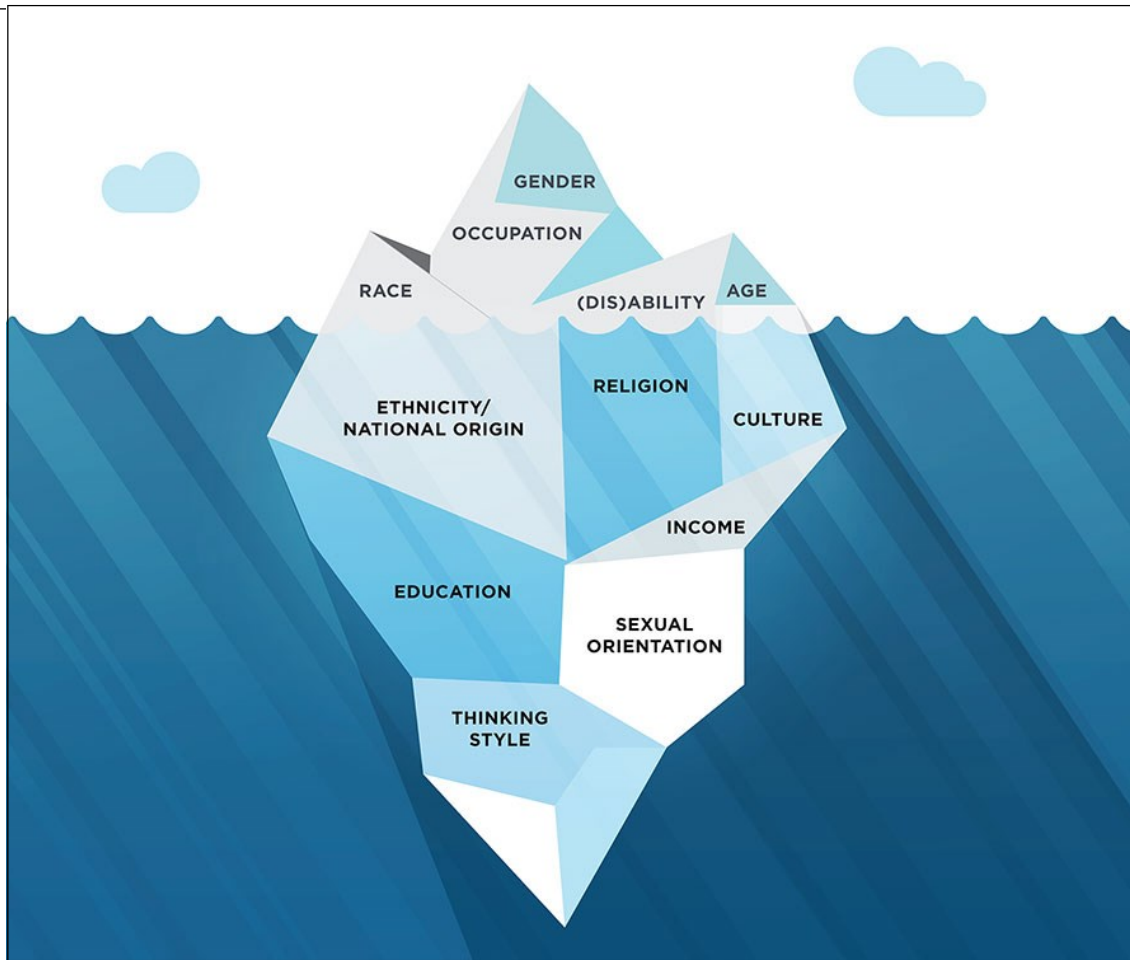 GENDER
OCCUPATION
RACE
(DIS)ABILITY
AGE
RELIGION
ETHNICITY/
NATIONAL ORIGIN
CULTURE
INCOME
EDUCATION
SEXUAL
ORIENTATION
THINKING
STYLE